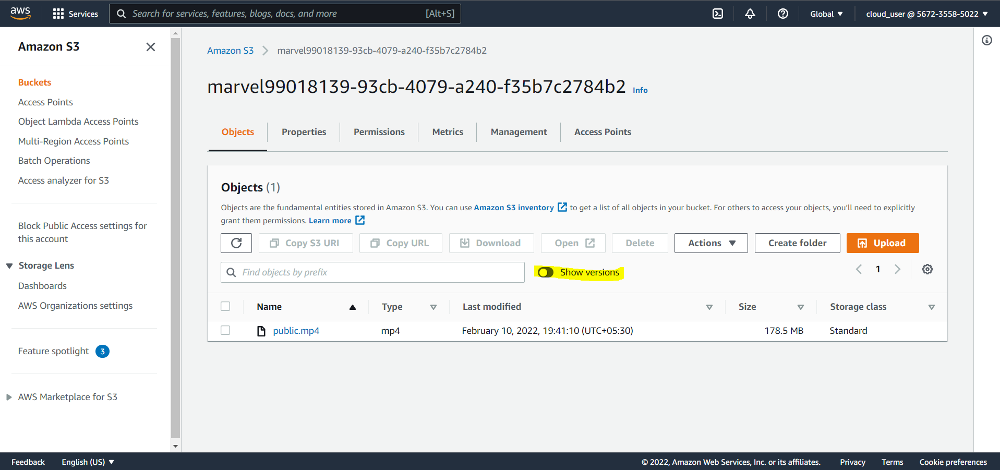 aws Services Search for services, features, blogs, docs, and more [Alt+S] Global cloud_user @ 5672-3558-5022
Amazon S3
Buckets
Access Points
Object Lambda Access Points
Multi-Region Access Points
Batch Operations
Access analyzer for S3
Block Public Access settings for
this account
Storage Lens
Dashboards
AWS Organizations settings
Feature spotlight 3
AWS Marketplace for S3
Amazon S3 marvel99018139-93cb-4079-a240-f35b7c2784b2
marvel99018139-93cb-4079-a240-f35b7c2784b2 Info
Objects Properties Permissions Metrics Management Access Points
Objects (1)
Objects are the fundamental entities stored in Amazon S3. You can use Amazon S3 inventory to get a list of all objects in your bucket. For others to access your objects, you'll need to explicitly
grant them permissions. Learn more
Copy S3 URI Copy URL Download Open Delete Actions Create folder Upload
Find objects by prefix Show versions 1
Name Type Last modified Size Storage class
public.mp4 mp4 February 10, 2022, 19:41:10 (UTC+05:30) 178.5 MB Standard
Feedback English (US) © 2022, Amazon Web Services, Inc. or its affiliates. Privacy Terms Cookie preferences